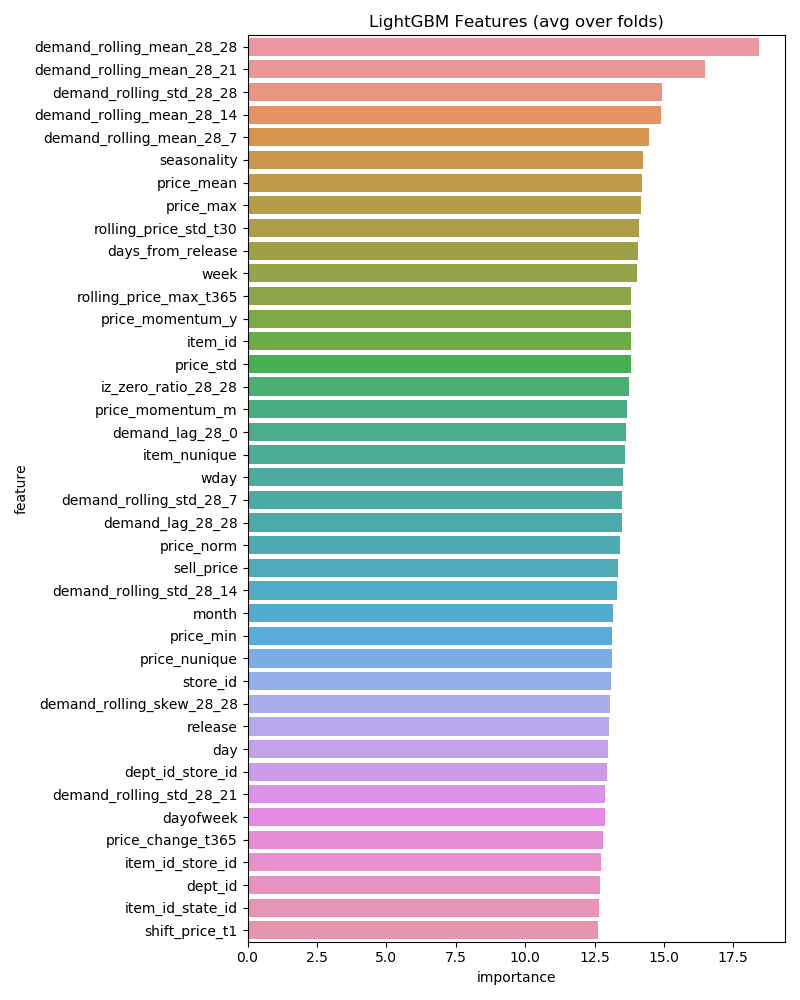 LightGBM Features (avg over folds)
demand_rolling_mean_28_28
demand_rolling_mean_28_21
demand_rolling_std_28_28
demand_rolling_mean_28_14
demand_rolling_mean_28_7
seasonality
price_mean
price_max
rolling_price_std_t30
days_from_release
week
rolling_price_max_t365
price_momentum_y
item_id
price_std
iz_zero_ratio_28_28
price_momentum_m
demand_lag_28_0
item_nunique
wday
demand_rolling_std_28_7
demand_lag_28_28
price_norm
sell_price
demand_rolling_std_28_14
month
price_min
price_nunique
store_id
demand_rolling_skew_28_28
release
day
dept_id_store_id
demand_rolling_std_28_21
dayofweek
price_change_t365
item_id_store_id
dept_id
item_id_state_id
shift_price_t1
feature
0.0 2.5 5.0 7.5 10.0 12.5 15.0 17.5
importance